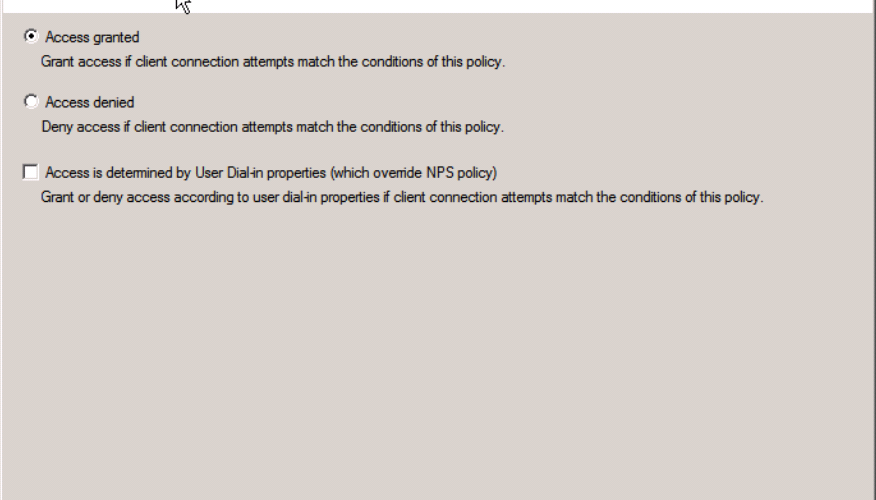 Access granted
Grant access if client connection attempts match the conditions of this policy.
Access denied
Deny access if client connection attempts match the conditions of this policy.
Access is determined by User Dial-in properties (which override NPS policy)
Grant or deny access according to user dial-in properties if client connection attempts match the conditions of this policy.